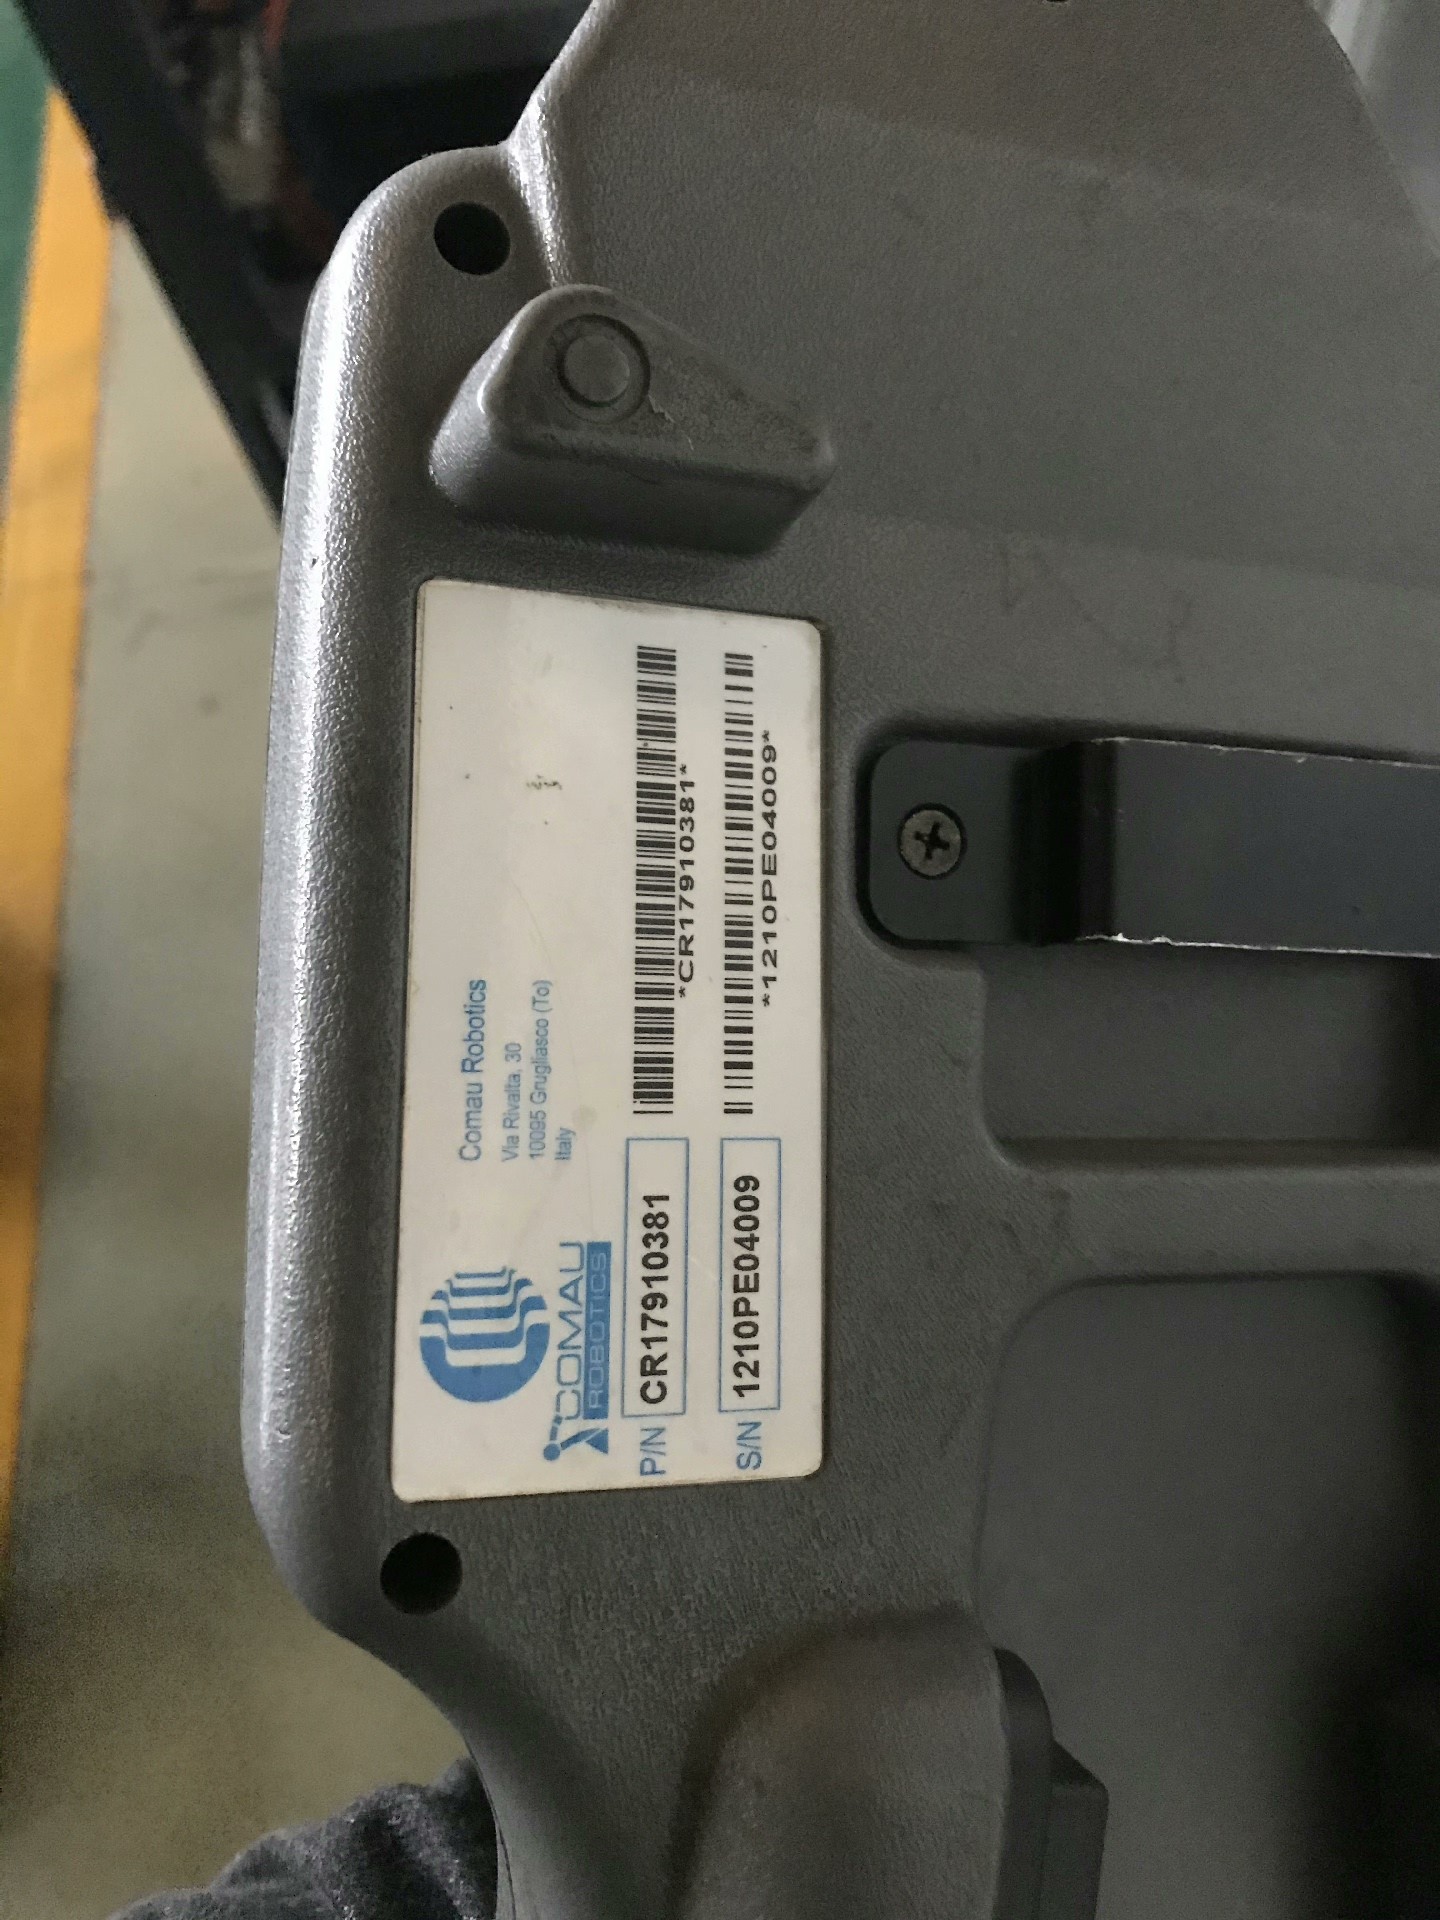 Comau Robotics
Via Rivalta, 30
10095 Grugliasco (To)
Italy
COMAU
ROBOTICS
P/N CR17910381
*CR17910381*
S/N 1210PE04009
*1210PE04009*